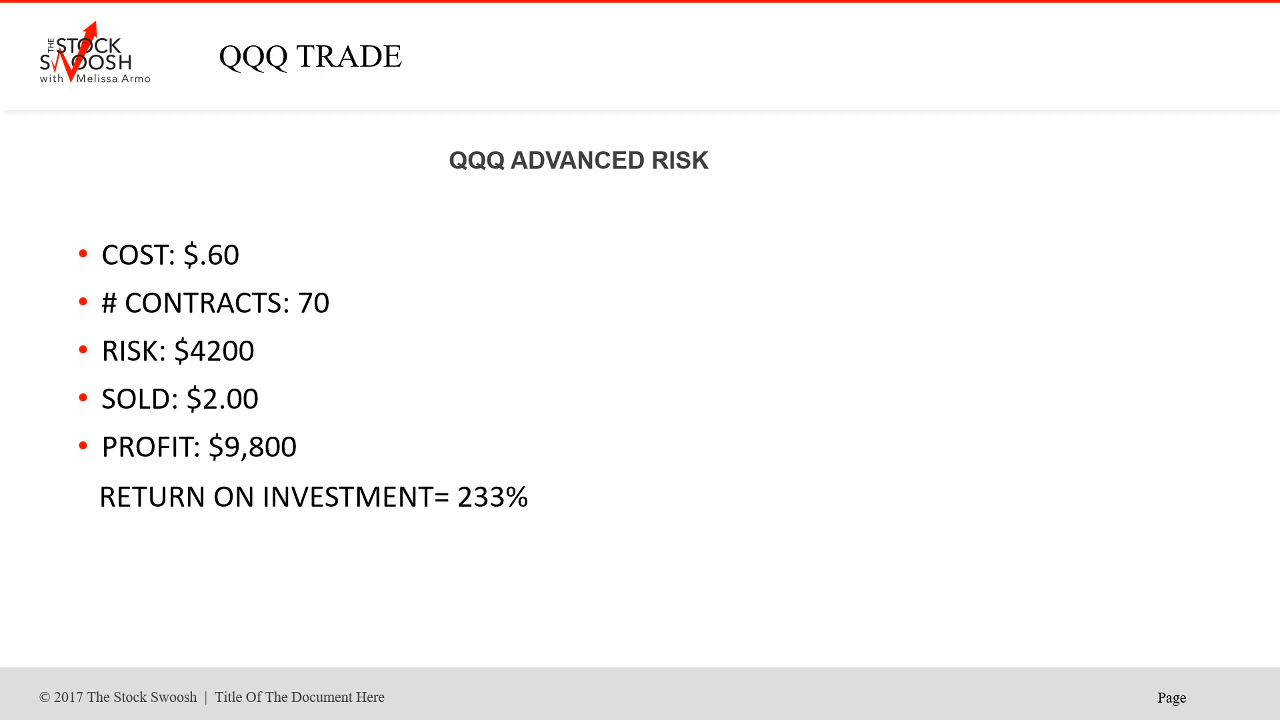 THE
STOCK
SWOOSH
with Melissa Armo
QQQ TRADE
QQQ ADVANCED RISK
• COST: $.60
• # CONTRACTS: 70
• RISK: $4200
• SOLD: $2.00
• PROFIT: $9,800
RETURN ON INVESTMENT= 233%
© 2017 The Stock Swoosh | Title Of The Document Here
Page